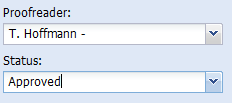 Proofreader:
T. Hoffmann -
Status:
Approved